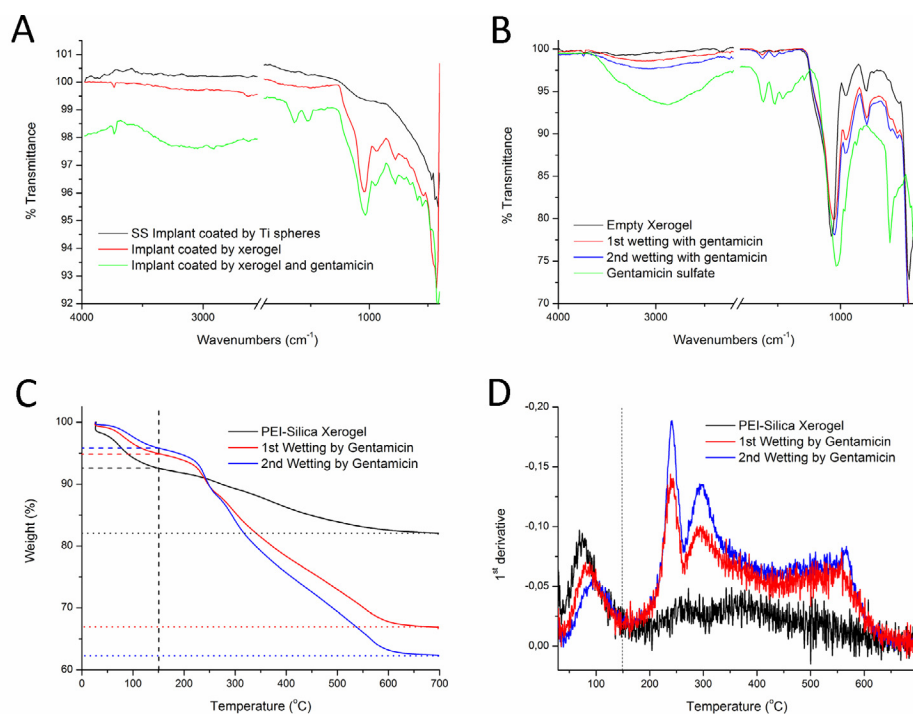 A
101
100
99
98
97
96
95
94
93
92
% Transmittance
SS Implant coated by Ti spheres
Implant coated by xerogel
Implant coated by xerogel and gentamicin
4000 3000 1000
Wavenumbers (cm⁻¹)
B
100
95
90
85
80
75
70
% Transmittance
Empty Xerogel
1st wetting with gentamicin
2nd wetting with gentamicin
Gentamicin sulfate
4000 3000 1000
Wavenumbers (cm⁻¹)
C
100
90
80
70
60
Weight (%)
PEI-Silica Xerogel
1st Wetting by Gentamicin
2nd Wetting by Gentamicin
0 100 200 300 400 500 600 700
Temperature (°C)
D
-0,20
-0,15
-0,10
-0,05
0,00
1ˢᵗ derivative
PEI-Silica Xerogel
1st Wetting by Gentamicin
2nd Wetting by Gentamicin
100 200 300 400 500 600
Temperature (°C)